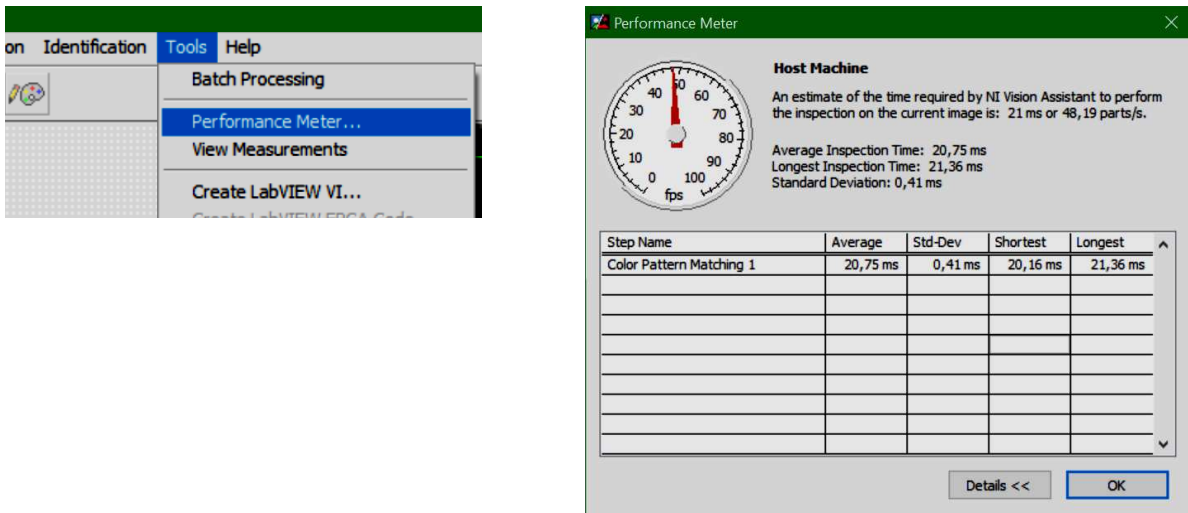 on Identification Tools Help
Batch Processing
Performance Meter...
View Measurements
Create LabVIEW VI...
Create LabVIEW FPGA Code
Performance Meter
Host Machine
An estimate of the time required by NI Vision Assistant to perform
the inspection on the current image is: 21 ms or 48,19 parts/s.
Average Inspection Time: 20,75 ms
Longest Inspection Time: 21,36 ms
Standard Deviation: 0,41 ms
0 10 20 30 40 50 60 70 80 90 100
fps
Step Name Average Std-Dev Shortest Longest
Color Pattern Matching 1 20,75 ms 0,41 ms 20,16 ms 21,36 ms
Details << OK